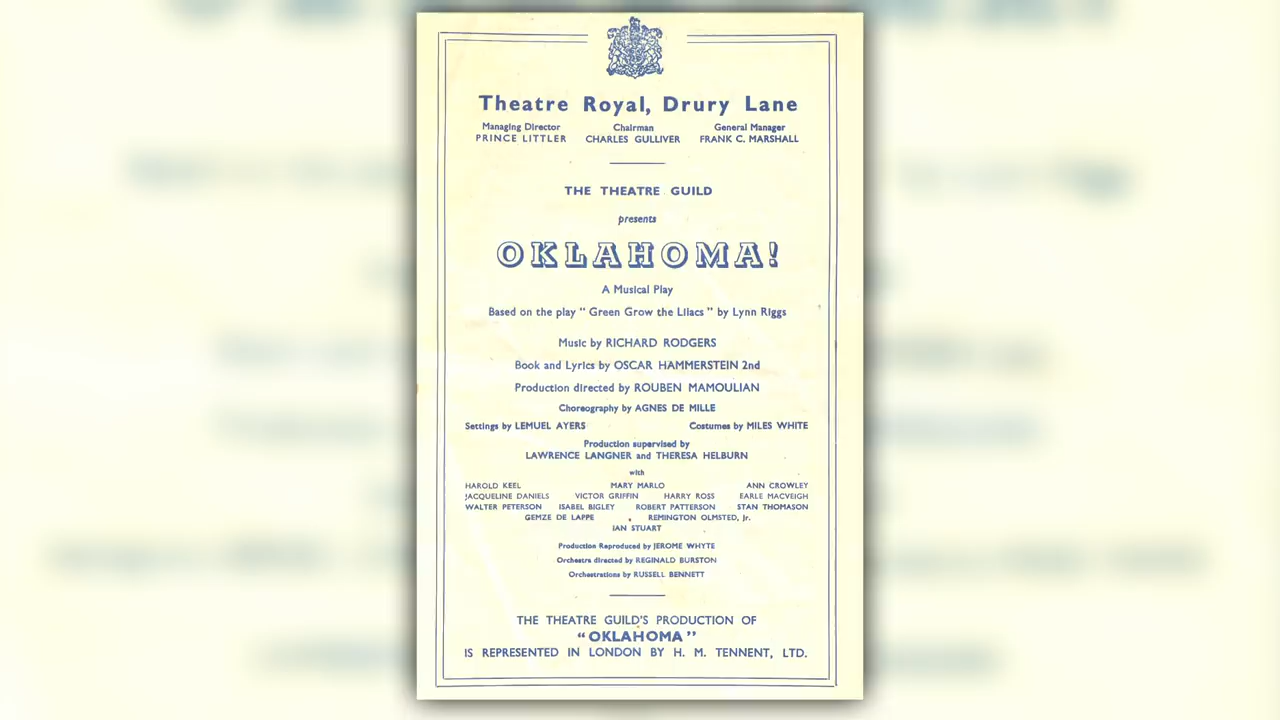 Theatre Royal, Drury Lane
Managing Director Chairman General Manager
PRINCE LITTLER CHARLES GULLIVER FRANK C. MARSHALL
THE THEATRE GUILD
presents
OKLAHOMA!
A Musical Play
Based on the play " Green Grow the Lilacs " by Lynn Riggs
Music by RICHARD RODGERS
Book and Lyrics by OSCAR HAMMERSTEIN 2nd
Production directed by ROUBEN MAMOULIAN
Choreography by AGNES DE MILLE
Settings by LEMUEL AYERS Costumes by MILES WHITE
Production supervised by
LAWRENCE LANGNER and THERESA HELBURN
with
HAROLD KEEL MARY MARLO ANN CROWLEY
JACQUELINE DANIELS VICTOR GRIFFIN HARRY ROSS EARLE MACVEIGH
WALTER PETERSON ISABEL BIGLEY ROBERT PATTERSON STAN THOMASON
GEMZE DE LAPPE REMINGTON OLMSTED, Jr.
IAN STUART
Production Reproduced by JEROME WHYTE
Orchestra directed by REGINALD BURSTON
Orchestrations by RUSSELL BENNETT
THE THEATRE GUILD'S PRODUCTION OF
“OKLAHOMA”
IS REPRESENTED IN LONDON BY H. M. TENNENT, LTD.